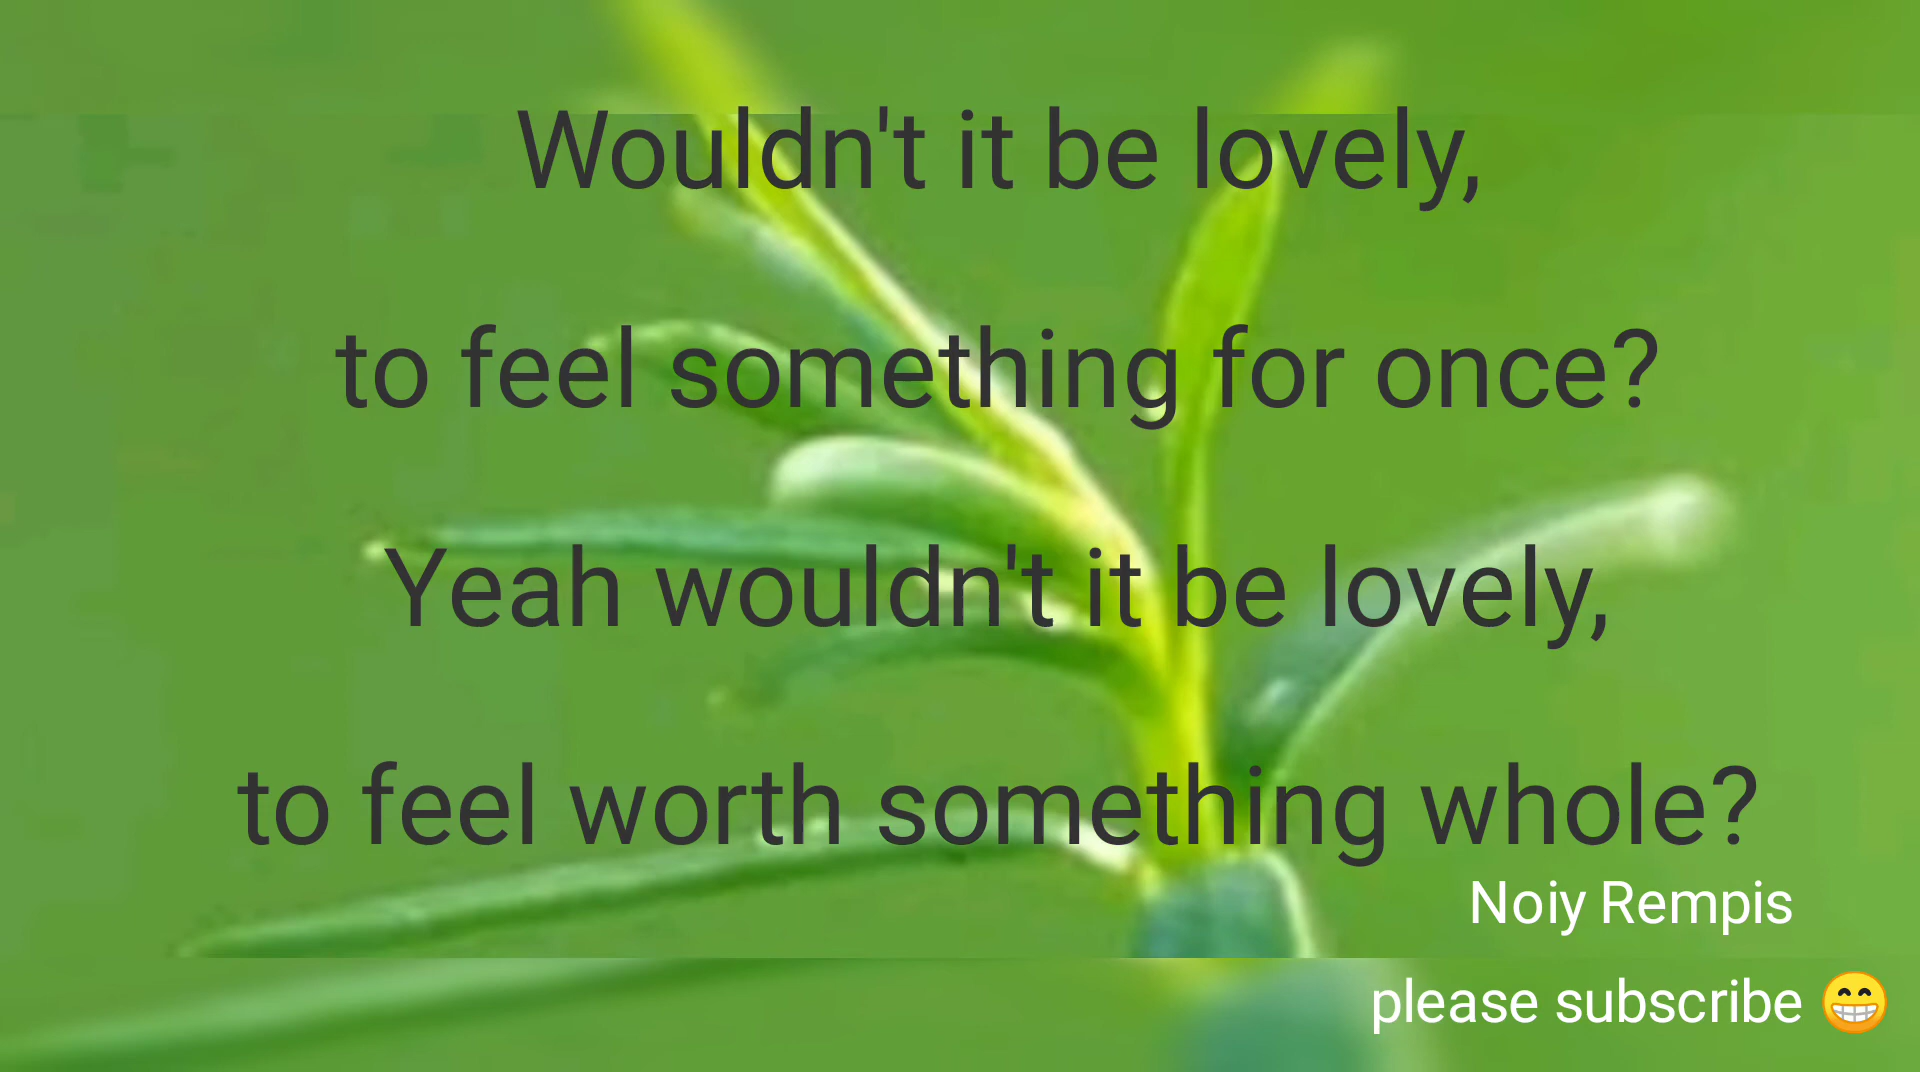 Wouldn't it be lovely,
to feel something for once?
Yeah wouldn't it be lovely,
to feel worth something whole?
Noiy Rempis
please subscribe 😁